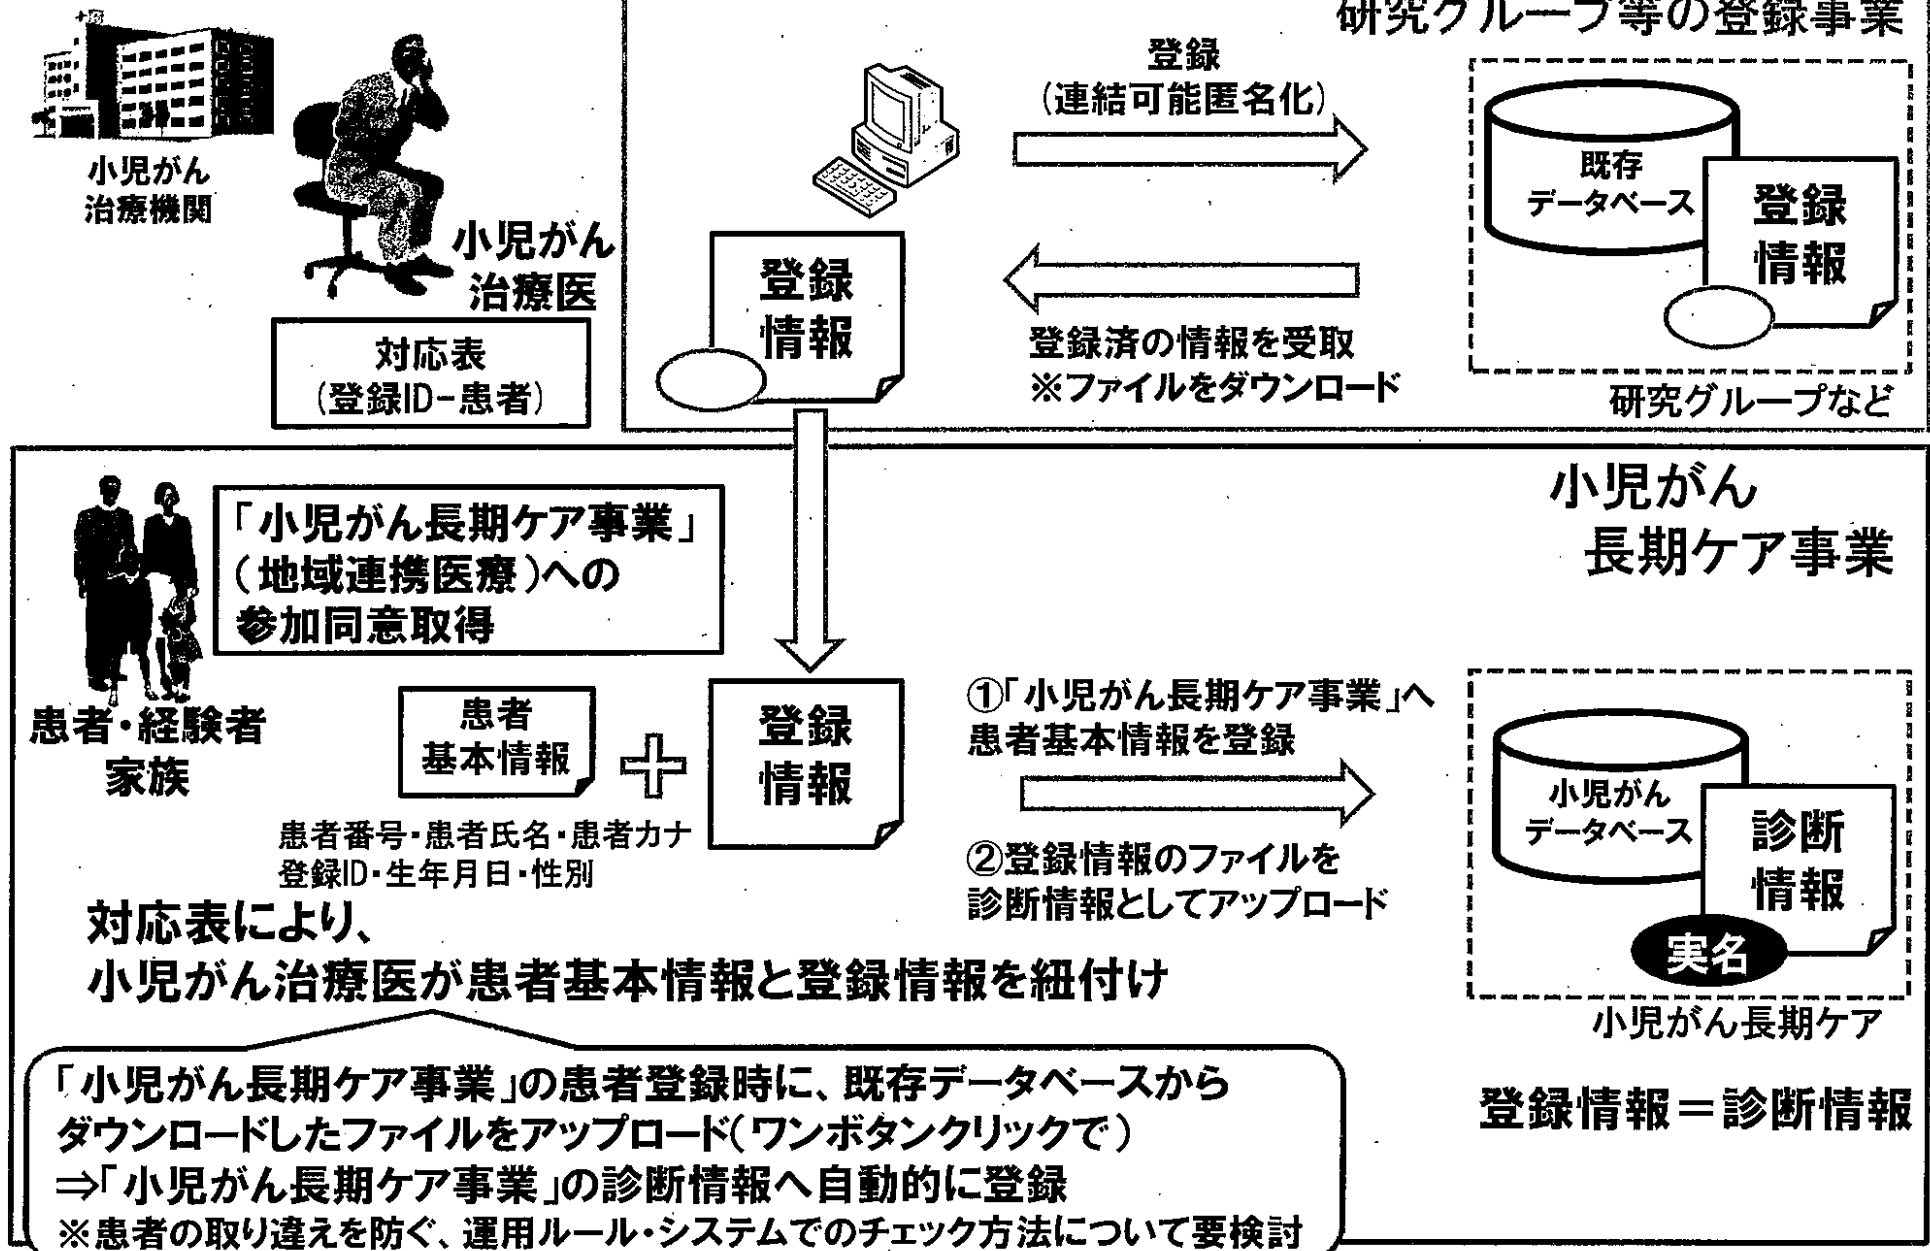 研究グループ等の登録事業
小児がん
治療機関
小児がん
治療医
対応表
(登録ID-患者)
登録
(連結可能匿名化)
既存
データベース
登録
情報
登録
情報
登録済の情報を受取
※ファイルをダウンロード
研究グループなど
小児がん
長期ケア事業
「小児がん長期ケア事業」
(地域連携医療)への
参加同意取得
患者・経験者
家族
患者
基本情報
登録
情報
患者番号・患者氏名・患者カナ
登録ID・生年月日・性別
①「小児がん長期ケア事業」へ
患者基本情報を登録
②登録情報のファイルを
診断情報としてアップロード
小児がん
データベース
診断
情報
実名
小児がん長期ケア
対応表により、
小児がん治療医が患者基本情報と登録情報を紐付け
「小児がん長期ケア事業」の患者登録時に、既存データベースから
ダウンロードしたファイルをアップロード(ワンボタンクリックで)
⇒「小児がん長期ケア事業」の診断情報へ自動的に登録
※患者の取り違えを防ぐ、運用ルール・システムでのチェック方法について要検討
登録情報=診断情報